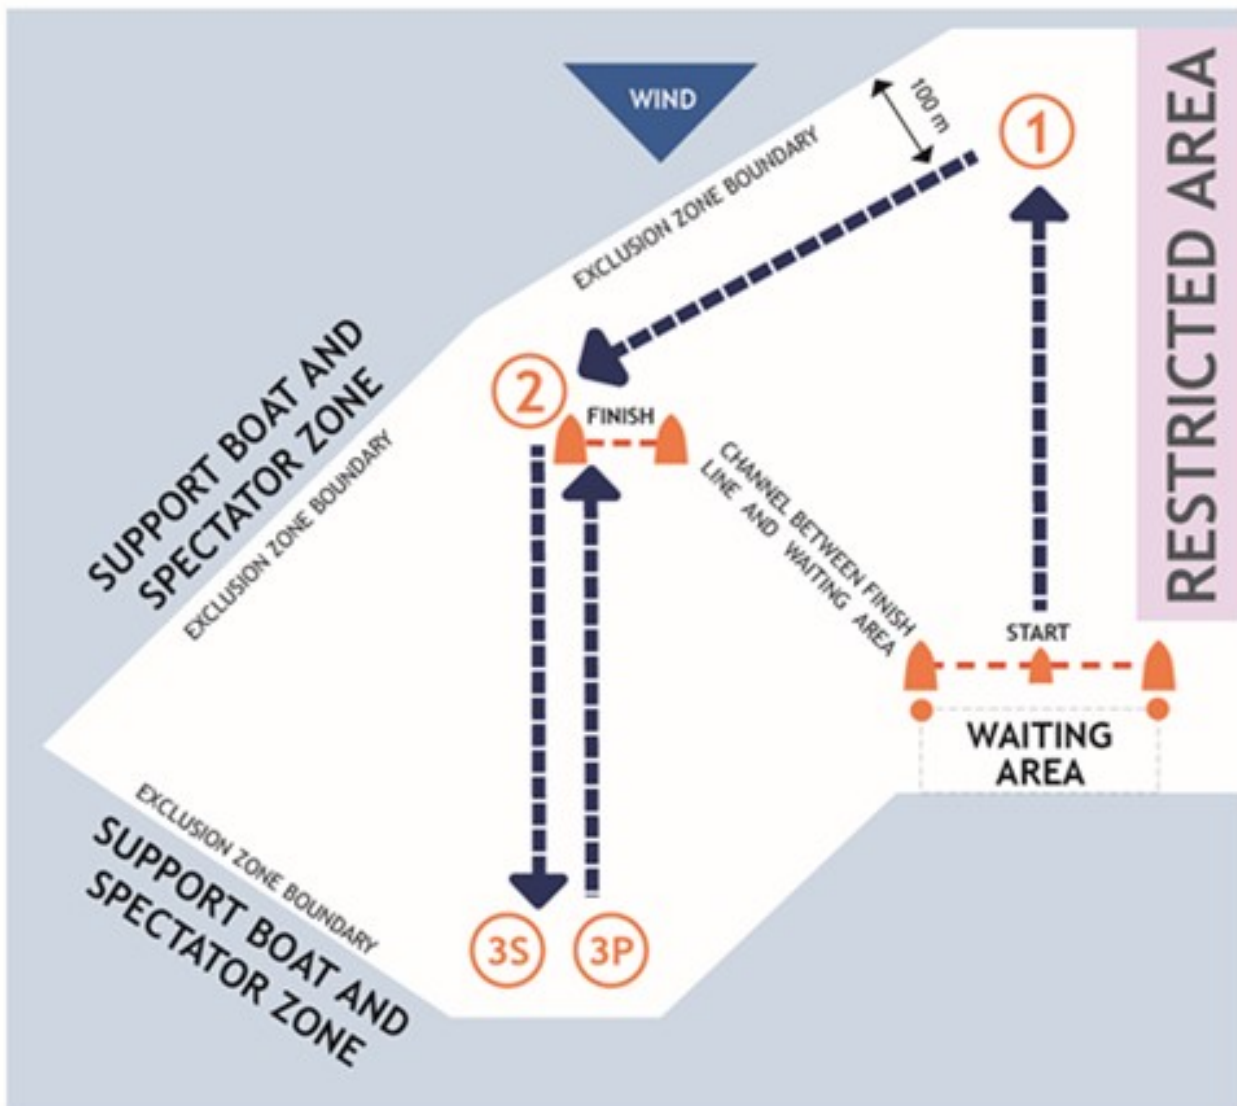 WIND
100 m
1
EXCLUSION ZONE BOUNDARY
RESTRICTED AREA
SUPPORT BOAT AND
SPECTATOR ZONE
EXCLUSION ZONE BOUNDARY
2
FINISH
CHANNEL BETWEEN FINISH
LINE AND WAITING AREA
START
WAITING
AREA
EXCLUSION ZONE BOUNDARY
SUPPORT BOAT AND
SPECTATOR ZONE
3S
3P